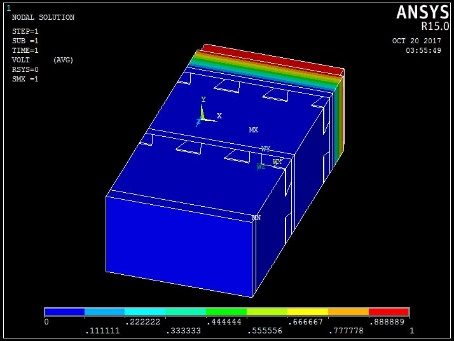 1
NODAL SOLUTION
STEP=1
SUB =1
TIME=1
VOLT (AVG)
RSYS=0
SMX =1
ANSYS
R15.0
OCT 20 2017
03:55:49
Y
X
MX
MN
0
.111111
.222222
.333333
.444444
.555556
.666667
.777778
.888889
1